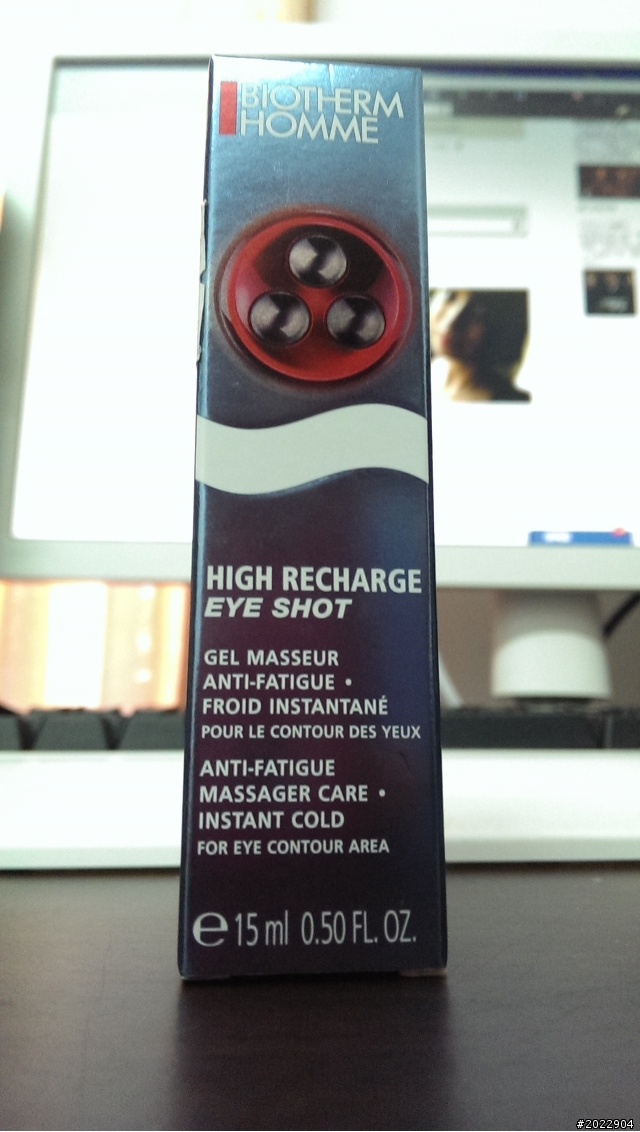 BIOTHERM
HOMME
HIGH RECHARGE
EYE SHOT
GEL MASSEUR
ANTI-FATIGUE •
FROID INSTANTANÉ
POUR LE CONTOUR DES YEUX
ANTI-FATIGUE
MASSAGER CARE •
INSTANT COLD
FOR EYE CONTOUR AREA
℮ 15 ml 0.50 FL. OZ.
#2022904